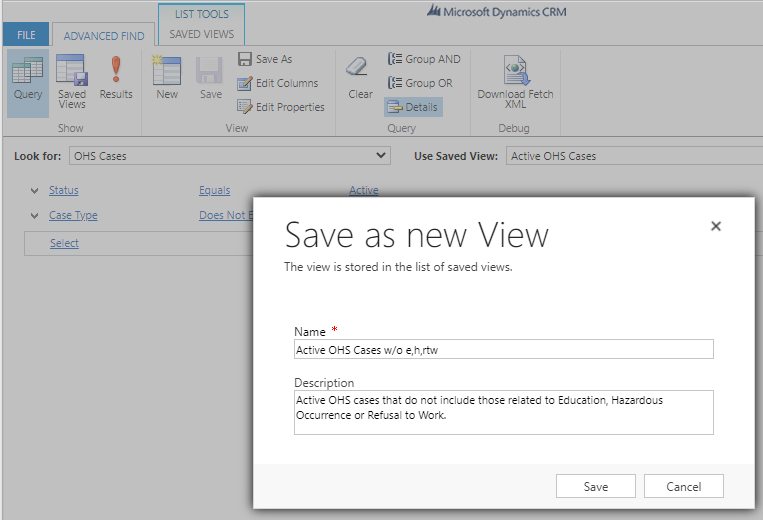 Microsoft Dynamics CRM
LIST TOOLS
FILE
ADVANCED FIND
SAVED VIEWS
Query
Saved Views
Results
New
Save
Save As
Edit Columns
Edit Properties
Clear
Group AND
Group OR
Details
Download Fetch XML
Show
View
Query
Debug
Look for: OHS Cases
Use Saved View: Active OHS Cases
Status Equals Active
Case Type Does Not E
Select
Save as new View
The view is stored in the list of saved views.
Name *
Active OHS Cases w/o e,h,rtw
Description
Active OHS cases that do not include those related to Education, Hazardous
Occurrence or Refusal to Work.
Save Cancel